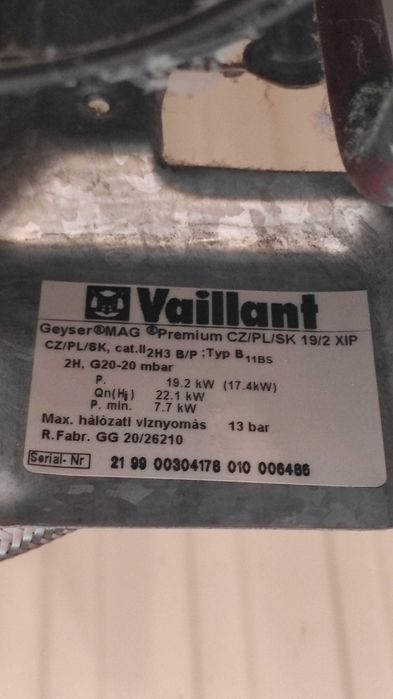 Vaillant
Geyser®MAG ®Premium CZ/PL/SK 19/2 XIP
CZ/PL/SK, cat.II2H3 B/P ;Typ B11BS
2H, G20-20 mbar
P. 19.2 kW (17.4kW)
Qn(Hi) 22.1 kW
P. min. 7.7 kW
Max. hálózati víznyomás 13 bar
R.Fabr. GG 20/26210
Serial- Nr 21 99 00304178 010 006486